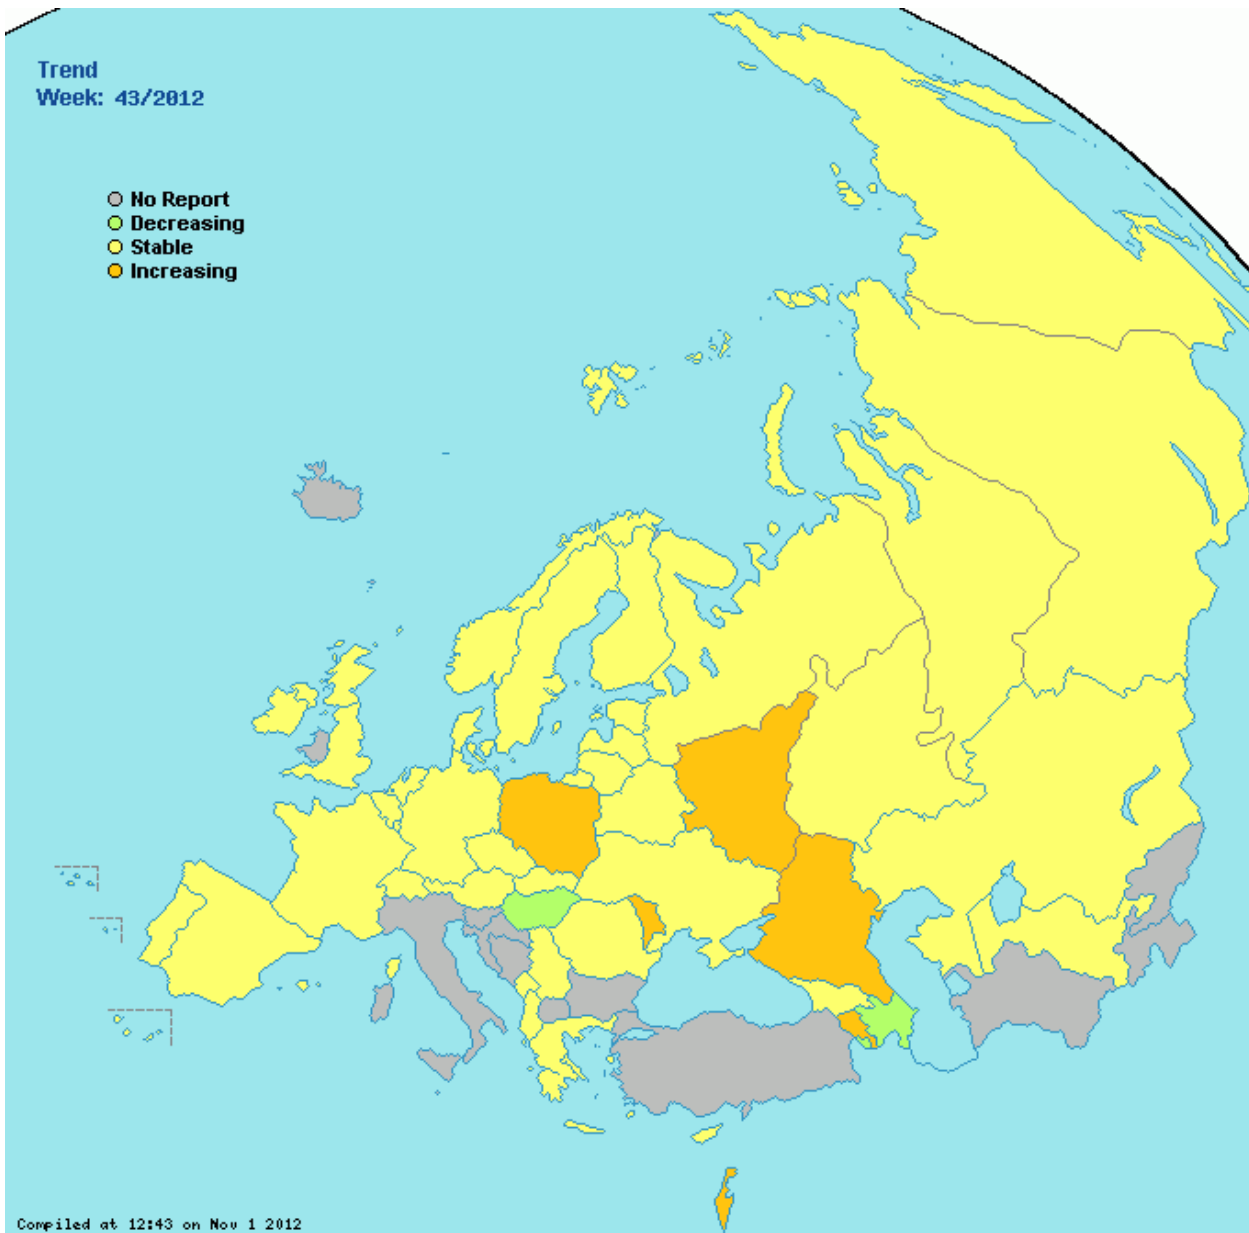 Trend
Week: 43/2012
No Report
Decreasing
Stable
Increasing
Compiled at 12:43 on Nov 1 2012